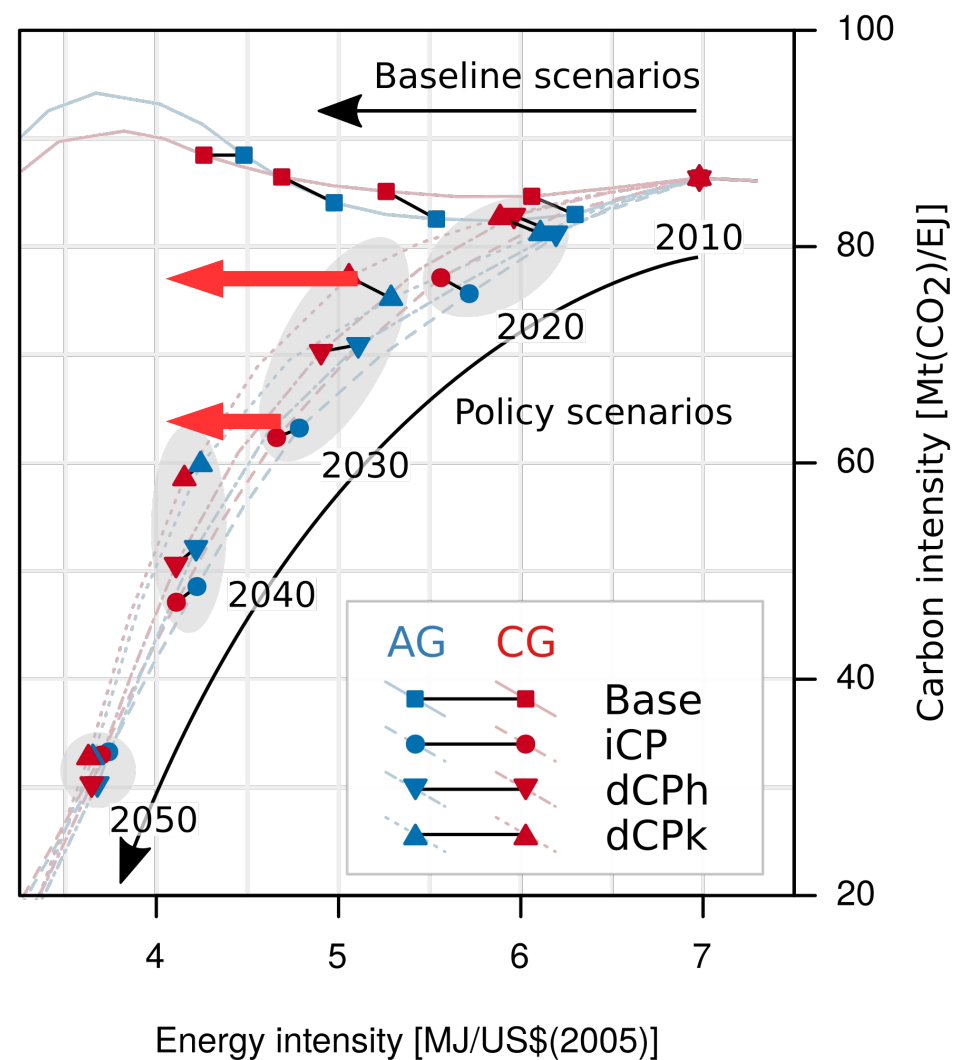 100
Baseline scenarios
2010
80
2020
Policy scenarios
60
2030
2040
AG CG
Base
iCP
dCPh
dCPk
40
2050
20
4 5 6 7
Energy intensity [MJ/US$(2005)]
Carbon intensity [Mt(CO2)/EJ]